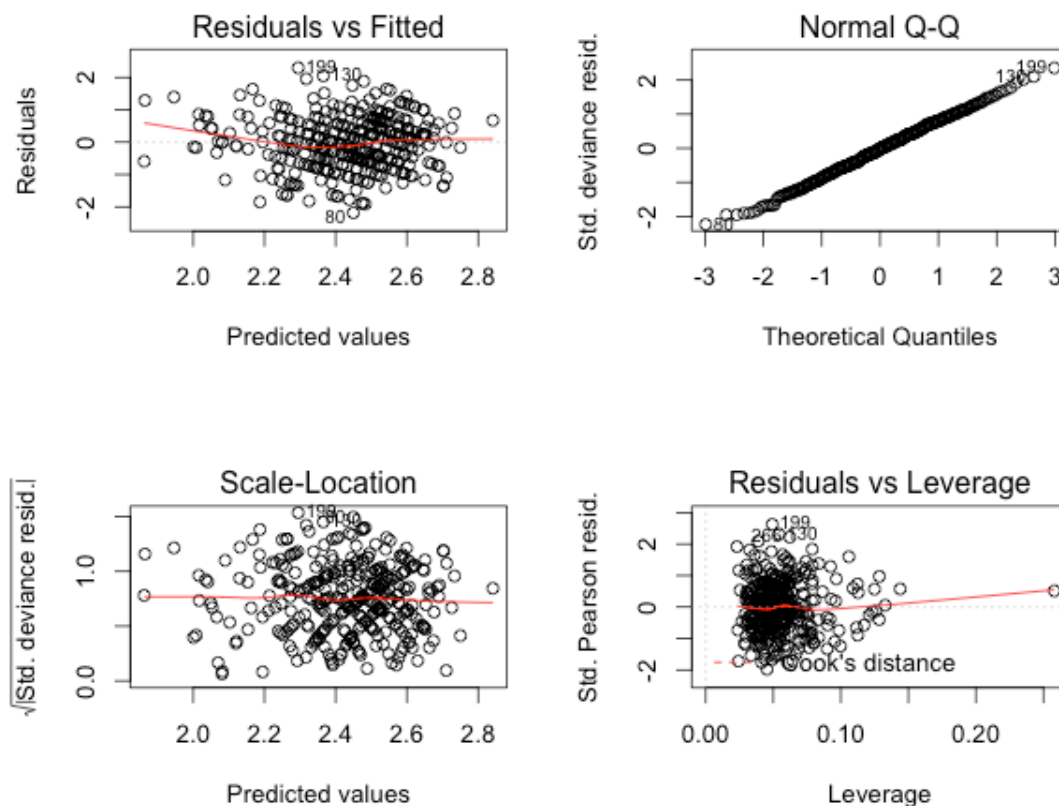 Residuals vs Fitted
Residuals
2
0
-2
199
130
80
2.0 2.2 2.4 2.6 2.8
Predicted values
Normal Q-Q
Std. deviance resid.
2
0
-2
199
130
80
-3 -2 -1 0 1 2 3
Theoretical Quantiles
Scale-Location
√|Std. deviance resid.|
1.0
0.0
199
130
2.0 2.2 2.4 2.6 2.8
Predicted values
Residuals vs Leverage
Std. Pearson resid.
2
0
-2
199
266
130
Cook's distance
0.00 0.10 0.20
Leverage